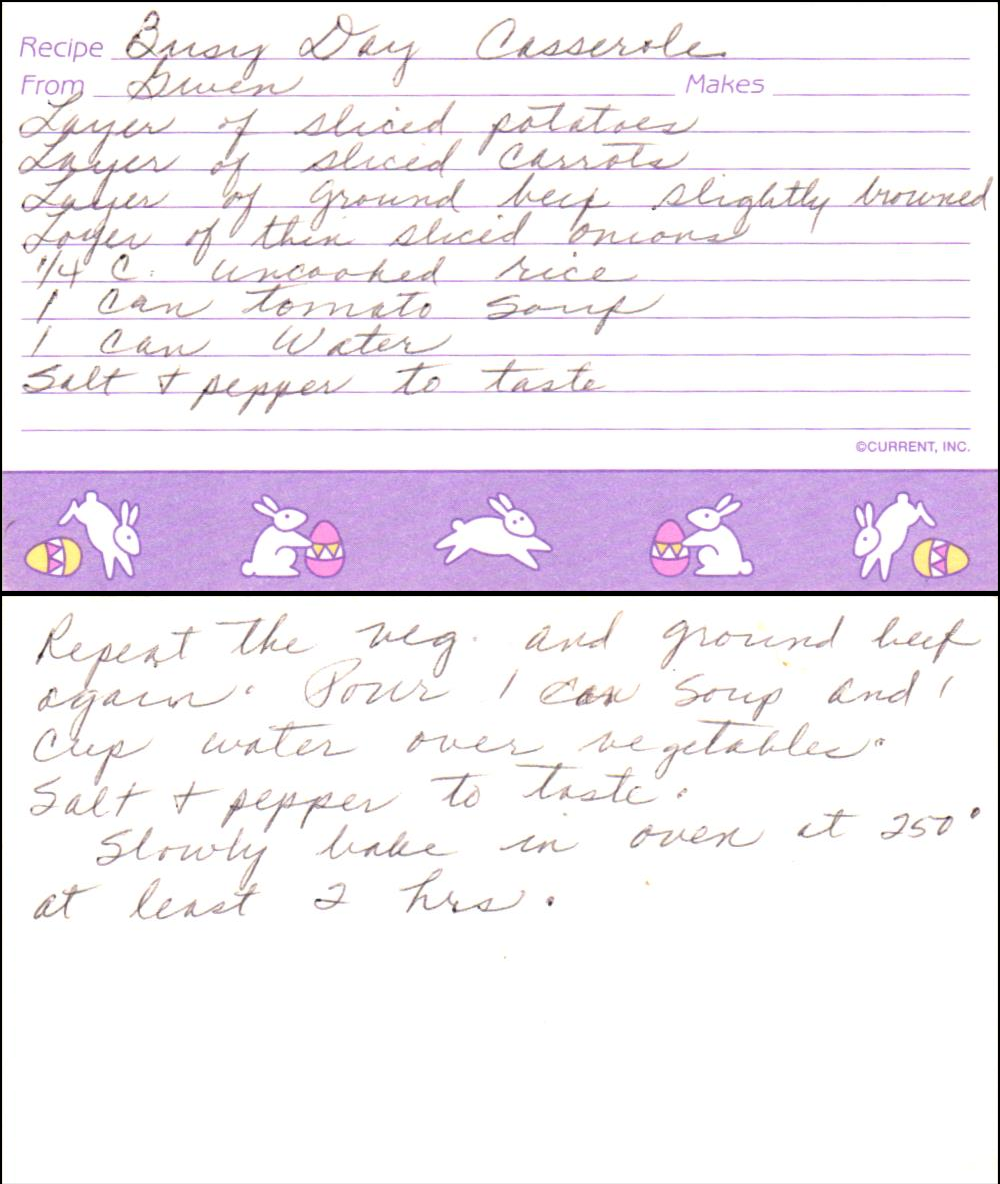 Recipe Busy Day Casserole
From Gwen Makes
Layer of sliced potatoes
Layer of sliced carrots
Layer of ground beef slightly browned
Layer of thin sliced onions
1/4 C. uncooked rice
1 can tomato soup
1 can Water
Salt + pepper to taste
©CURRENT, INC.
Repeat the veg. and ground beef
again. Pour 1 can soup and 1
cup water over vegetables.
Salt + pepper to taste.
Slowly bake in oven at 250°
at least 2 hrs.